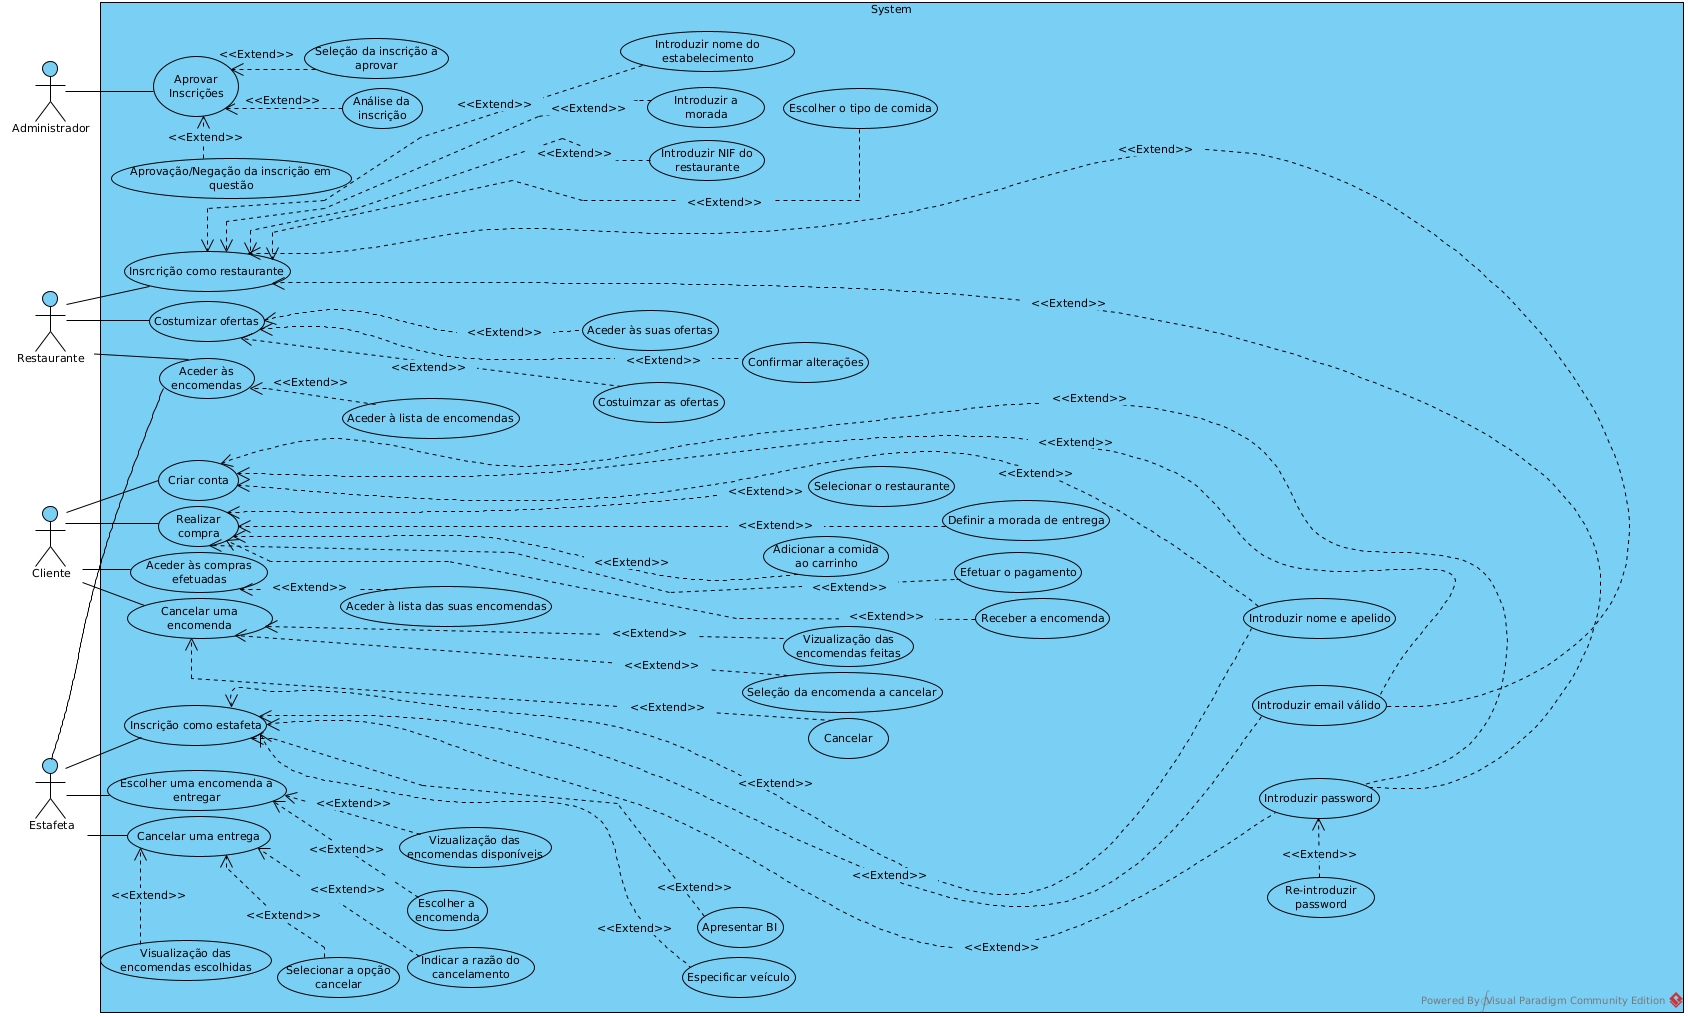 System
<<Extend>>
Seleção da inscrição a
aprovar
Introduzir nome do
estabelecimento
Aprovar
Inscrições
<<Extend>>
Análise da
inscrição
<<Extend>>
<<Extend>>
Introduzir a
morada
Escolher o tipo de comida
Administrador
<<Extend>>
<<Extend>>
Introduzir NIF do
restaurante
<<Extend>>
Aprovação/Negação da inscrição em
questão
<<Extend>>
Insrcrição como restaurante
<<Extend>>
Costumizar ofertas
<<Extend>>
Aceder às suas ofertas
Restaurante
<<Extend>>
Confirmar alterações
<<Extend>>
Aceder às
encomendas
<<Extend>>
Costuimzar as ofertas
<<Extend>>
Aceder à lista de encomendas
<<Extend>>
<<Extend>>
Criar conta
<<Extend>>
Selecionar o restaurante
Realizar
compra
<<Extend>>
Definir a morada de entrega
Adicionar a comida
ao carrinho
Cliente
Aceder às compras
efetuadas
<<Extend>>
Efetuar o pagamento
<<Extend>>
<<Extend>>
Aceder à lista das suas encomendas
Cancelar uma
encomenda
<<Extend>>
Receber a encomenda
Introduzir nome e apelido
<<Extend>>
Vizualização das
encomendas feitas
<<Extend>>
Seleção da encomenda a cancelar
<<Extend>>
Introduzir email válido
Inscrição como estafeta
Cancelar
<<Extend>>
Escolher uma encomenda a
entregar
<<Extend>>
Introduzir password
Estafeta
Cancelar uma entrega
<<Extend>>
Vizualização das
encomendas disponíveis
<<Extend>>
<<Extend>>
<<Extend>>
<<Extend>>
<<Extend>>
Re-introduzir
password
<<Extend>>
Escolher a
encomenda
<<Extend>>
Apresentar BI
<<Extend>>
Visualização das
encomendas escolhidas
Selecionar a opção
cancelar
Indicar a razão do
cancelamento
Especificar veículo
Powered By Visual Paradigm Community Edition